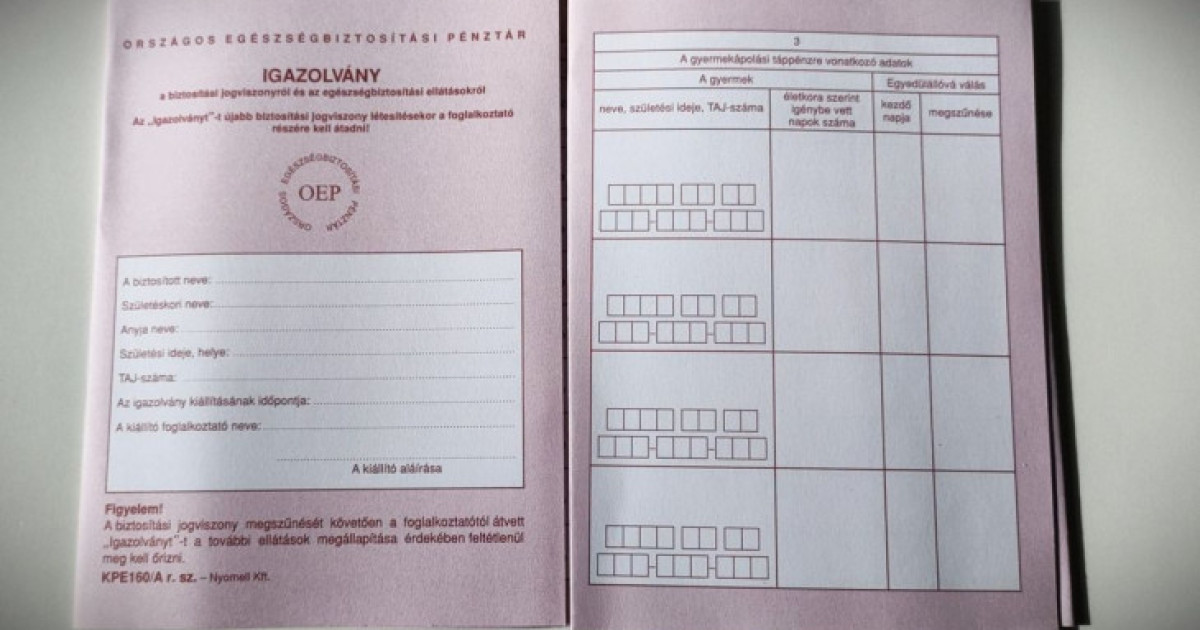 ORSZÁGOS EGÉSZSÉGBIZTOSÍTÁSI PÉNZTÁR
IGAZOLVÁNY
a biztosítási jogviszonyról és az egészségbiztosítási ellátásokról
Az „Igazolványt"-t újabb biztosítási jogviszony létesítésekor a foglalkoztató
részére kell átadni!
ORSZÁGOS EGÉSZSÉGBIZTOSÍTÁSI PÉNZTÁR
OEP
A biztosított neve:
Születéskori neve:
Anyja neve:
Születési ideje, helye:
TAJ-száma:
Az igazolvány kiállításának időpontja:
A kiállító foglalkoztató neve:
A kiállító aláírása
Figyelem!
A biztosítási jogviszony megszűnését követően a foglalkoztatótól átvett
„Igazolványt"-t a további ellátások megállapítása érdekében feltétlenül
meg kell őrizni.
KPE160/A r. sz. – Nyomell Kft.
3
A gyermekápolási táppénzre vonatkozó adatok
A gyermek
Egyedülállóvá válás
neve, születési ideje, TAJ-száma
életkora szerint
igénybe vett
napok száma
kezdő
napja
megszűnése